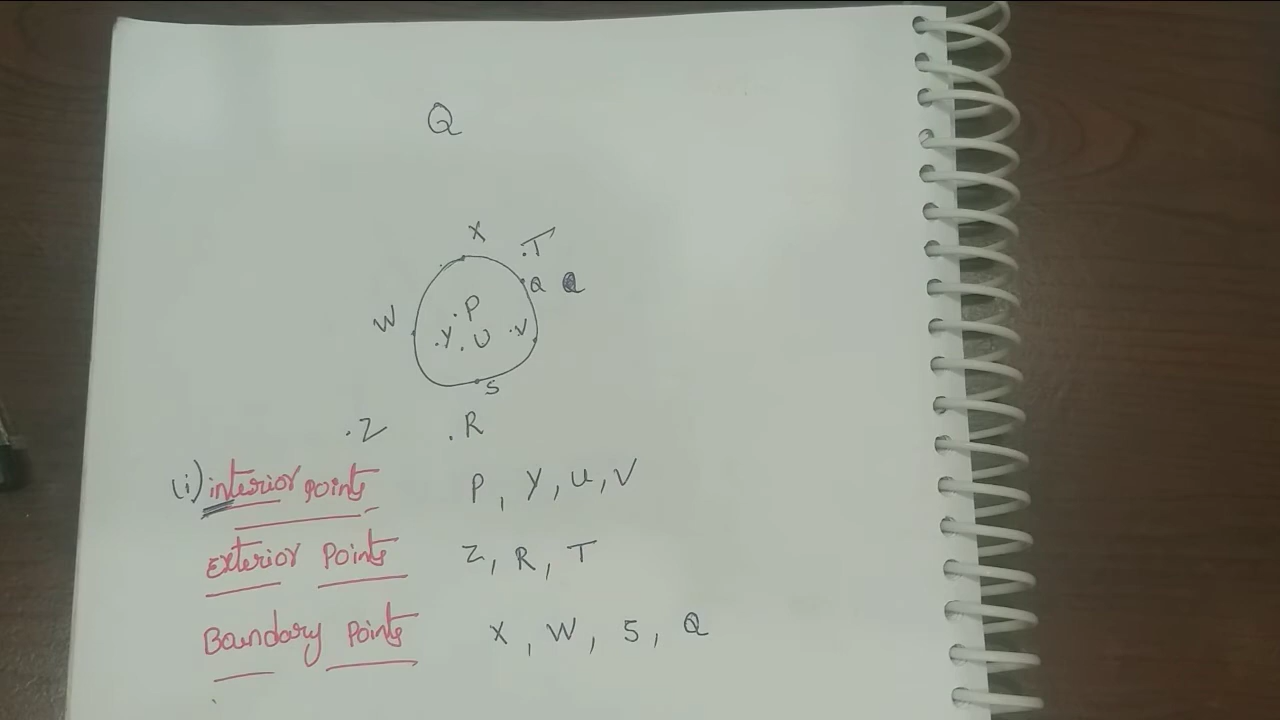 Q
X
.T
Q Q
W
.P
.Y .U .V
S
.Z .R
(i) interior points P, Y, U, V
Exterior Points Z, R, T
Boundary Points X, W, S, Q